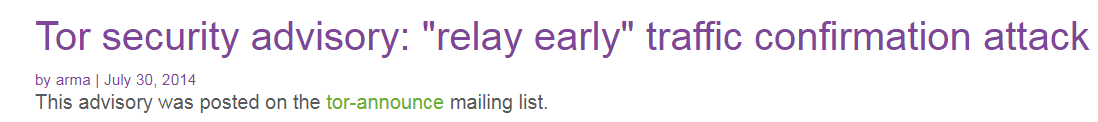 Tor security advisory: "relay early" traffic confirmation attack
by arma | July 30, 2014
This advisory was posted on the tor-announce mailing list.